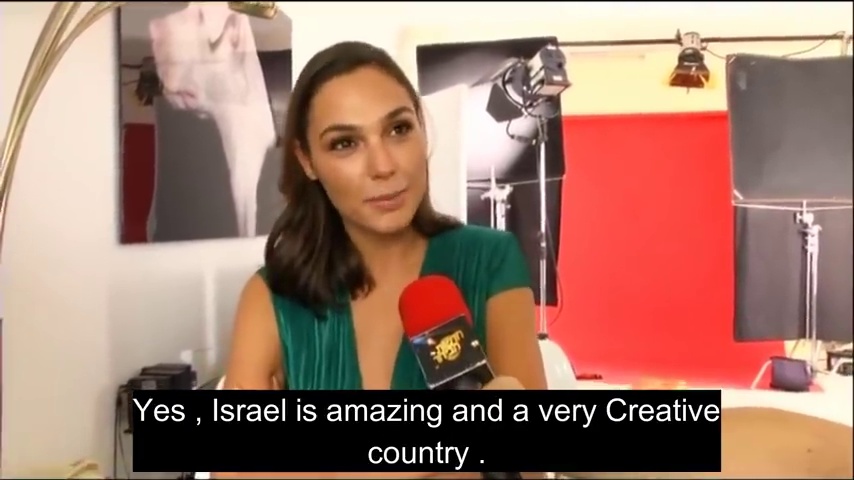 Yes , Israel is amazing and a very Creative
country .